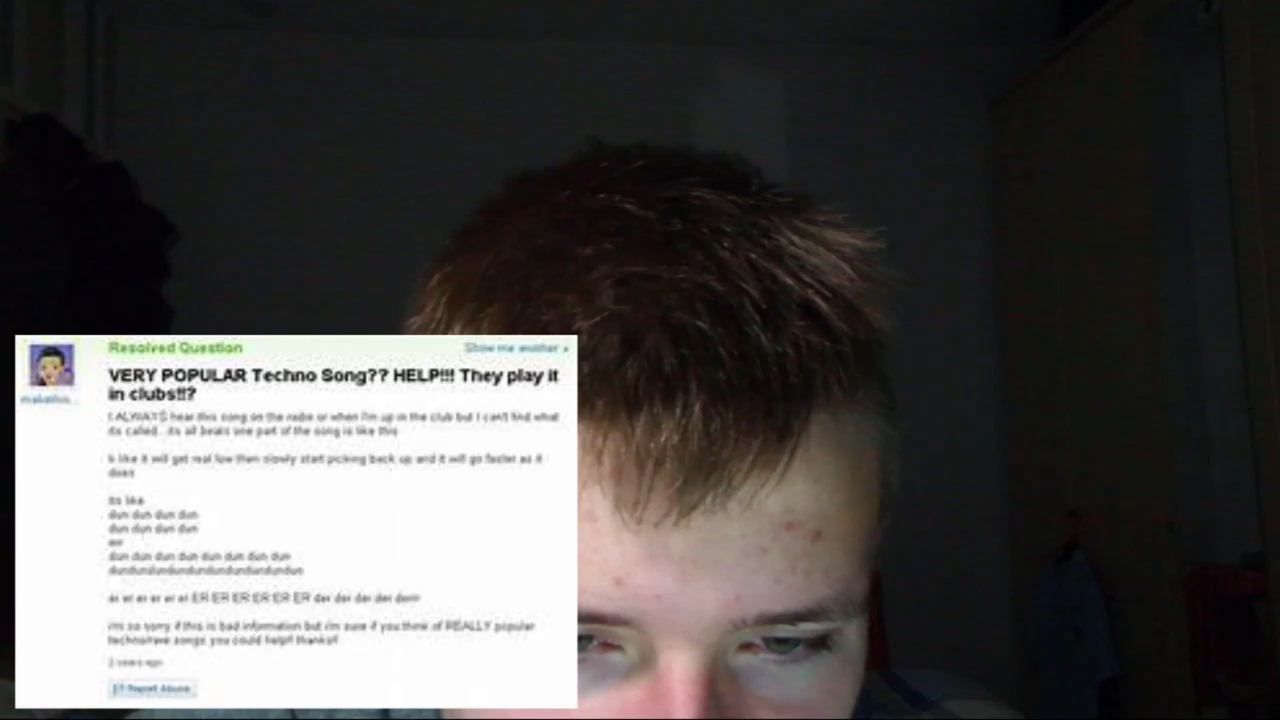 Resolved Question
Show me another »
VERY POPULAR Techno Song?? HELP!!! They play it
in clubs!!?
I ALWAYS hear this song on the radio or when i'm up in the club but I can't find what
its called.. its all beats one part of the song is like this
it will get real low then slowly start picking back up and it will go faster as it
does
its like
dun dun dun dun
dun dun dun dun
dun dun dun dun dun dun dun dun
dundundundundundundundundundun
er er er er er er ER ER ER ER ER ER der der der der derrr
i'm so sorry if this is bad information but i'm sure if you think of REALLY popular
techno/rave songs you could help!! thanks!!
2 years ago
Report Abuse